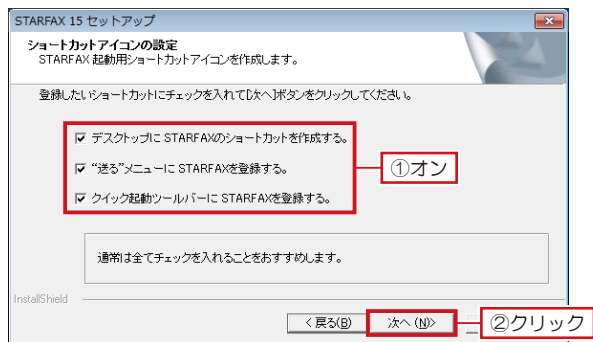 STARFAX 15 セットアップ
ショートカットアイコンの設定
STARFAX 起動用ショートカットアイコンを作成します。
登録したいショートカットにチェックを入れて[次へ]ボタンをクリックしてください。
デスクトップに STARFAXのショートカットを作成する。
“送る”メニューに STARFAXを登録する。
①オン
クイック起動ツールバーに STARFAXを登録する。
通常は全てチェックを入れることをおすすめします。
InstallShield
< 戻る(B)
次へ (N)>
②クリック